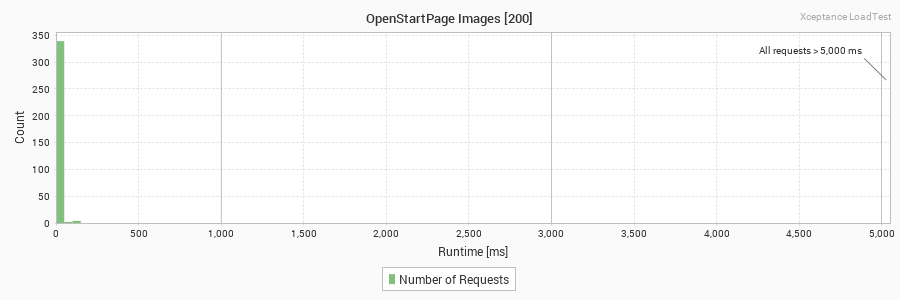 OpenStartPage Images [200]
Xceptance LoadTest
All requests > 5,000 ms
Count
350
300
250
200
150
100
50
0
0 500 1,000 1,500 2,000 2,500 3,000 3,500 4,000 4,500 5,000
Runtime [ms]
Number of Requests